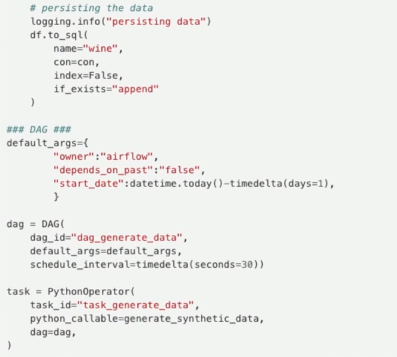 # persisting the data
logging.info("persisting data")
df.to_sql(
name="wine",
con=con,
index=False,
if_exists="append"
)
### DAG ###
default_args={
"owner":"airflow",
"depends_on_past":"false",
"start_date":datetime.today()-timedelta(days=1),
}
dag = DAG(
dag_id="dag_generate_data",
default_args=default_args,
schedule_interval=timedelta(seconds=30))
task = PythonOperator(
task_id="task_generate_data",
python_callable=generate_synthetic_data,
dag=dag,
)